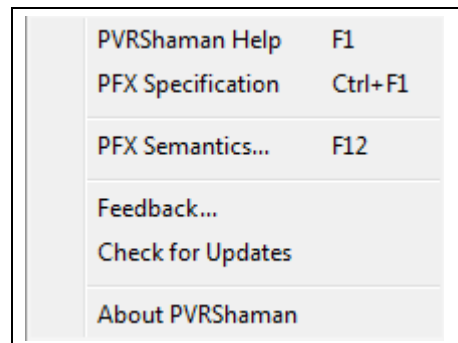 PVRShaman Help F1
PFX Specification Ctrl+F1
PFX Semantics... F12
Feedback...
Check for Updates
About PVRShaman